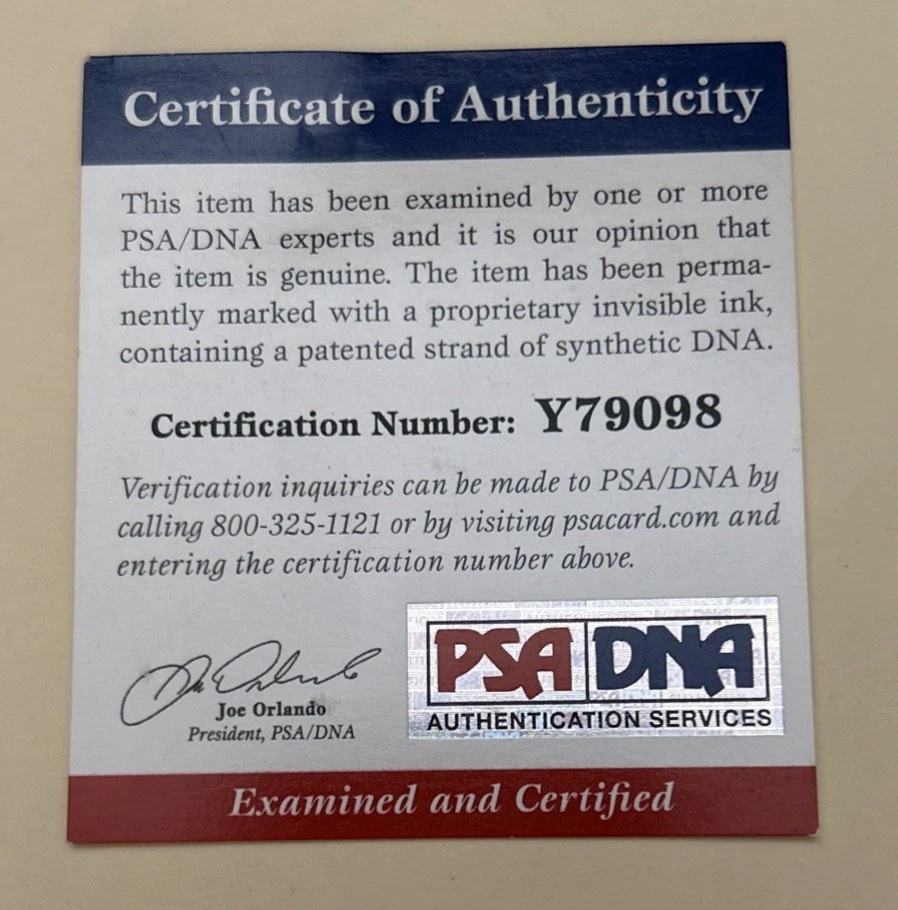 Certificate of Authenticity
This item has been examined by one or more
PSA/DNA experts and it is our opinion that
the item is genuine. The item has been perma-
nently marked with a proprietary invisible ink,
containing a patented strand of synthetic DNA.
Certification Number: Y79098
Verification inquiries can be made to PSA/DNA by
calling 800-325-1121 or by visiting psacard.com and
entering the certification number above.
Joe Orlando
President, PSA/DNA
PSA DNA
AUTHENTICATION SERVICES
Examined and Certified